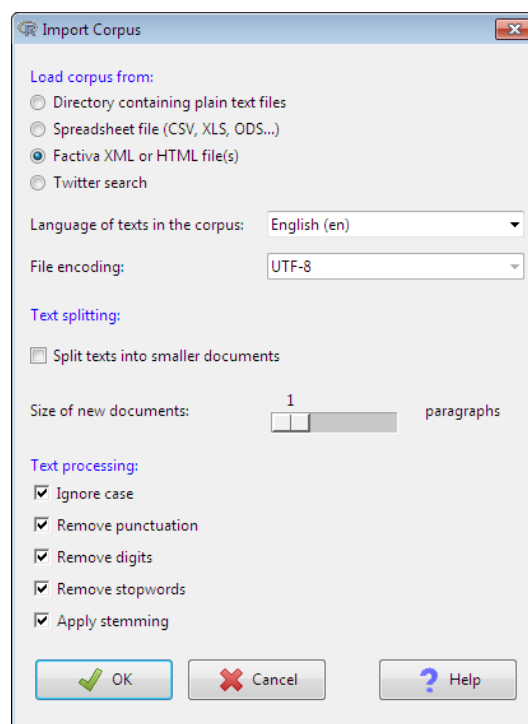 Import Corpus
Load corpus from:
Directory containing plain text files
Spreadsheet file (CSV, XLS, ODS...)
Factiva XML or HTML file(s)
Twitter search
Language of texts in the corpus: English (en)
File encoding: UTF-8
Text splitting:
Split texts into smaller documents
Size of new documents: 1 paragraphs
Text processing:
Ignore case
Remove punctuation
Remove digits
Remove stopwords
Apply stemming
OK Cancel Help